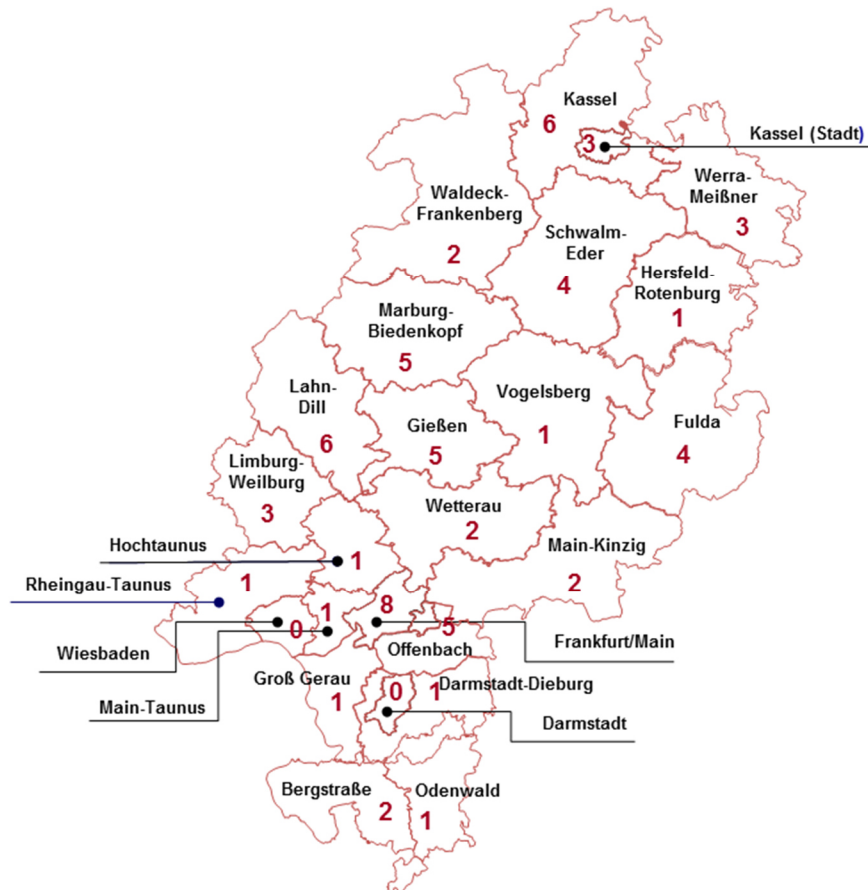 Kassel
6
3
Kassel (Stadt)
Werra-
Meißner
3
Waldeck-
Frankenberg
2
Schwalm-
Eder
4
Hersfeld-
Rotenburg
1
Marburg-
Biedenkopf
5
Lahn-
Dill
6
Gießen
5
Vogelsberg
1
Fulda
4
Limburg-
Weilburg
3
Wetterau
2
Hochtaunus
1
Main-Kinzig
2
Rheingau-Taunus
1
8
1
0
5
Wiesbaden
Frankfurt/Main
Offenbach
Groß Gerau
1
0
1
Darmstadt-Dieburg
Main-Taunus
Darmstadt
Bergstraße
2
Odenwald
1